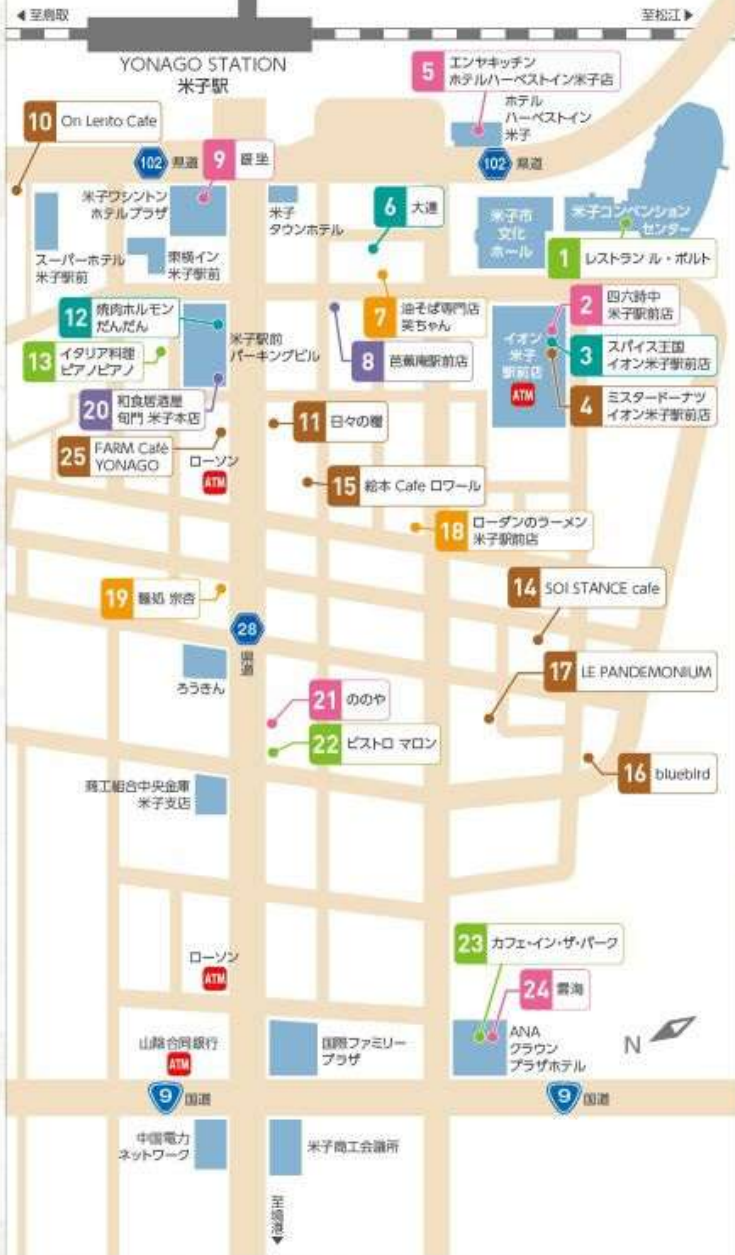 ◀至鳥取
至松江▶
YONAGO STATION
米子駅
5
エンヤキッチン
ホテルハーベストイン米子店
ホテル
ハーベストイン
米子
10
On Lento Cafe
102 県道
9
102 県道
米子ワシントン
ホテルプラザ
米子
タウンホテル
6
大連
米子市
文化
ホール
米子コンベンション
センター
スーパーホテル
米子駅前
東横イン
米子駅前
1
レストラン ル・ポルト
12
焼肉ホルモン
だんだん
7
油そば専門店
笑ちゃん
2
四六時中
米子駅前店
13
イタリア料理
ピアノピアノ
米子駅前
パーキングビル
8
芭蕉庵駅前店
イオン
米子
駅前店
ATM
3
スパイス王国
イオン米子駅前店
20
和食居酒屋
旬門 米子本店
4
ミスタードーナツ
イオン米子駅前店
11
日々の糧
25
FARM Café
YONAGO
ローソン
ATM
15
絵本 Cafe ロワール
18
ローダンのラーメン
米子駅前店
19
麺処 宗杏
14
SOI STANCE cafe
28
県道
17
LE PANDEMONIUM
ろうきん
21
ののや
22
ビストロ マロン
16
bluebird
商工組合中央金庫
米子支店
23
カフェ・イン・ザ・パーク
ローソン
ATM
24
雲海
山陰合同銀行
ATM
国際ファミリー
プラザ
ANA
クラウン
プラザホテル
N
9 国道
9 国道
中国電力
ネットワーク
米子商工会議所
至境港▼